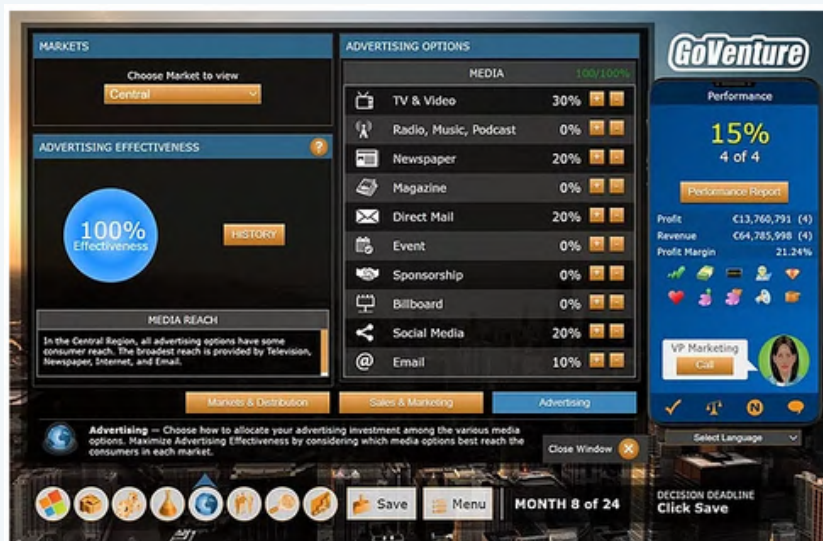 MARKETS
Choose Market to view
Central
ADVERTISING EFFECTIVENESS
?
100%
Effectiveness
HISTORY
MEDIA REACH
In the Central Region, all advertising options have some
consumer reach. The broadest reach is provided by Television,
Newspaper, Internet, and Email.
ADVERTISING OPTIONS
MEDIA 100/100%
TV & Video 30% + -
Radio, Music, Podcast 0% + -
Newspaper 20% + -
Magazine 0% + -
Direct Mail 20% + -
Event 0% + -
Sponsorship 0% + -
Billboard 0% + -
Social Media 20% + -
@ Email 10% + -
GoVenture
Performance
15%
4 of 4
Performance Report
Profit €13,760,791 (4)
Revenue €64,785,998 (4)
Profit Margin 21.24%
VP Marketing
Call
N
Select Language
Markets & Distribution
Sales & Marketing
Advertising
Advertising — Choose how to allocate your advertising investment among the various media
options. Maximize Advertising Effectiveness by considering which media options best reach the
consumers in each market.
Close Window X
Save
Menu
MONTH 8 of 24
DECISION DEADLINE
Click Save